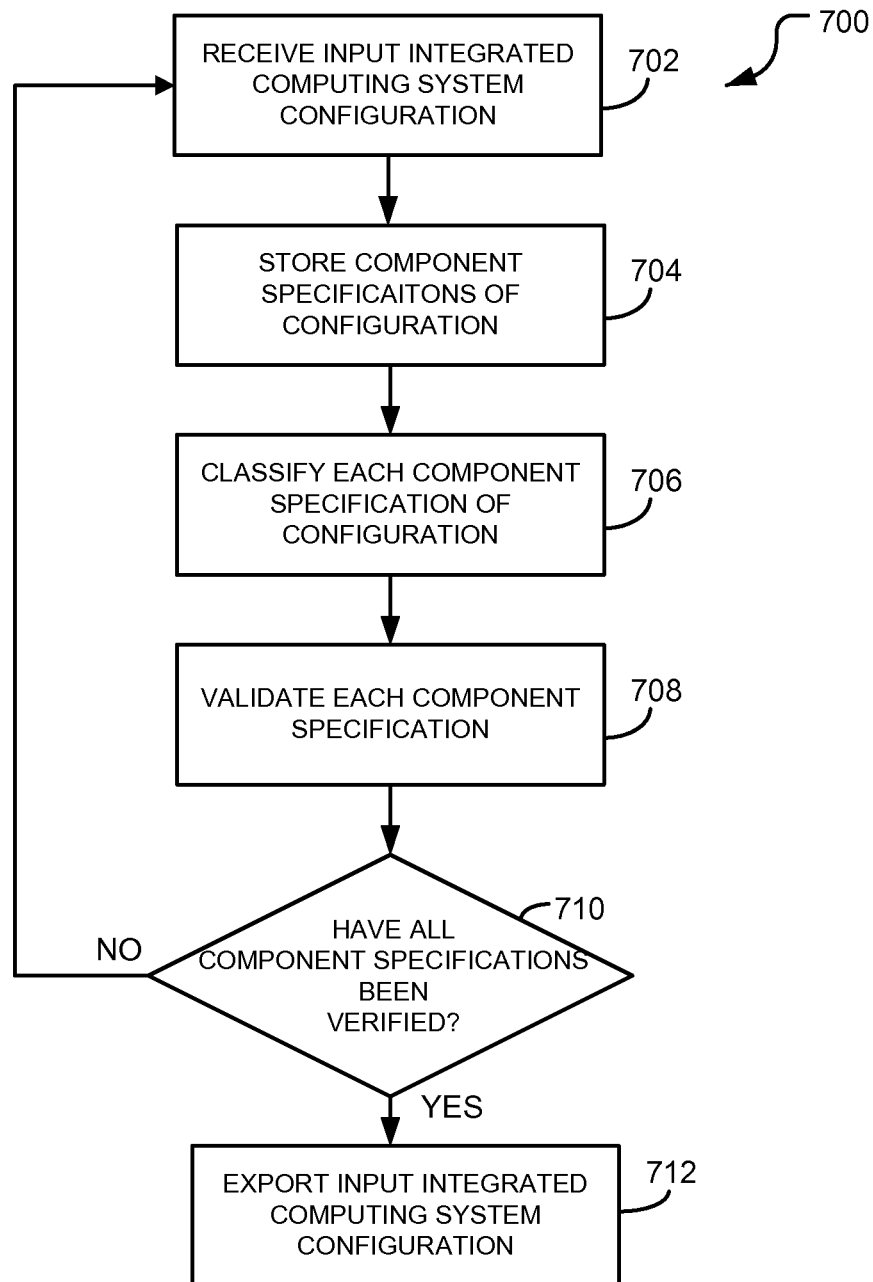 700
RECEIVE INPUT INTEGRATED
COMPUTING SYSTEM
CONFIGURATION
702
STORE COMPONENT
SPECIFICAITONS OF
CONFIGURATION
704
CLASSIFY EACH COMPONENT
SPECIFICATION OF
CONFIGURATION
706
VALIDATE EACH COMPONENT
SPECIFICATION
708
HAVE ALL
COMPONENT SPECIFICATIONS
BEEN
VERIFIED?
710
NO
YES
EXPORT INPUT INTEGRATED
COMPUTING SYSTEM
CONFIGURATION
712